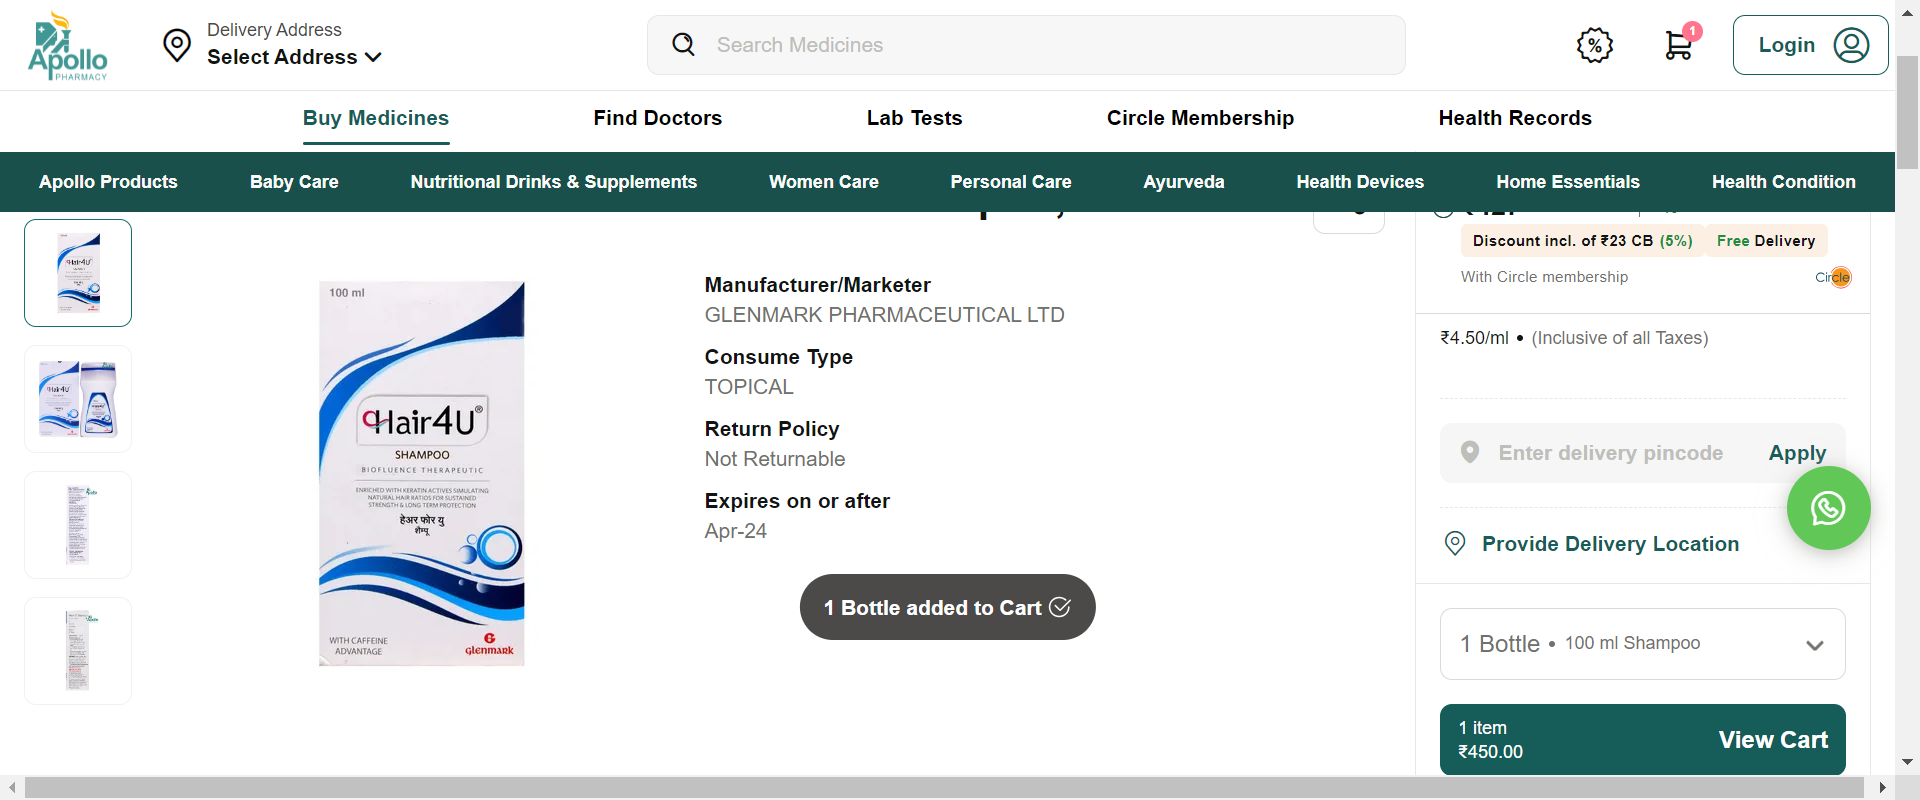 Apollo
PHARMACY
Delivery Address
Select Address
Search Medicines
%
1
Login
Buy Medicines
Find Doctors
Lab Tests
Circle Membership
Health Records
Apollo Products
Baby Care
Nutritional Drinks & Supplements
Women Care
Personal Care
Ayurveda
Health Devices
Home Essentials
Health Condition
Hair4U
100 ml
Hair4U®
SHAMPOO
BIOFLUENCE THERAPEUTIC
ENRICHED WITH KERATIN ACTIVES SIMULATING
NATURAL HAIR RATIOS FOR SUSTAINED
STRENGTH & LONG TERM PROTECTION
हेअर फोर यु
शॅम्पू
WITH CAFFEINE
ADVANTAGE
G
glenmark
Manufacturer/Marketer
GLENMARK PHARMACEUTICAL LTD
Consume Type
TOPICAL
Return Policy
Not Returnable
Expires on or after
Apr-24
1 Bottle added to Cart
Discount incl. of ₹23 CB (5%)
Free Delivery
With Circle membership
Circle
₹4.50/ml • (Inclusive of all Taxes)
Enter delivery pincode
Apply
Provide Delivery Location
1 Bottle • 100 ml Shampoo
1 item
₹450.00
View Cart